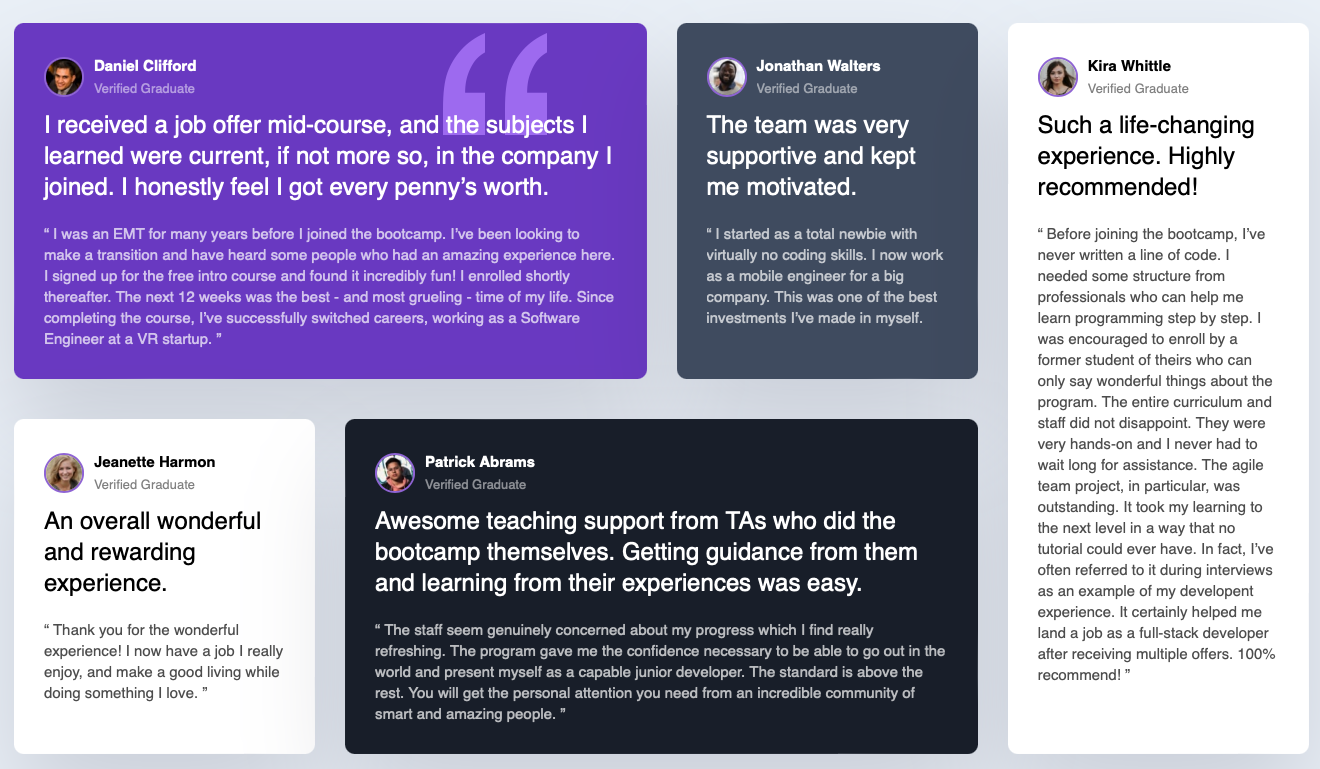 Daniel Clifford
Verified Graduate
I received a job offer mid-course, and the subjects I
learned were current, if not more so, in the company I
joined. I honestly feel I got every penny’s worth.
“ I was an EMT for many years before I joined the bootcamp. I’ve been looking to
make a transition and have heard some people who had an amazing experience here.
I signed up for the free intro course and found it incredibly fun! I enrolled shortly
thereafter. The next 12 weeks was the best - and most grueling - time of my life. Since
completing the course, I’ve successfully switched careers, working as a Software
Engineer at a VR startup. ”
Jonathan Walters
Verified Graduate
The team was very
supportive and kept
me motivated.
“ I started as a total newbie with
virtually no coding skills. I now work
as a mobile engineer for a big
company. This was one of the best
investments I’ve made in myself.
Kira Whittle
Verified Graduate
Such a life-changing
experience. Highly
recommended!
“ Before joining the bootcamp, I’ve
never written a line of code. I
needed some structure from
professionals who can help me
learn programming step by step. I
was encouraged to enroll by a
former student of theirs who can
only say wonderful things about the
program. The entire curriculum and
staff did not disappoint. They were
very hands-on and I never had to
wait long for assistance. The agile
team project, in particular, was
outstanding. It took my learning to
the next level in a way that no
tutorial could ever have. In fact, I’ve
often referred to it during interviews
as an example of my developent
experience. It certainly helped me
land a job as a full-stack developer
after receiving multiple offers. 100%
recommend! ”
Jeanette Harmon
Verified Graduate
An overall wonderful
and rewarding
experience.
“ Thank you for the wonderful
experience! I now have a job I really
enjoy, and make a good living while
doing something I love. ”
Patrick Abrams
Verified Graduate
Awesome teaching support from TAs who did the
bootcamp themselves. Getting guidance from them
and learning from their experiences was easy.
“ The staff seem genuinely concerned about my progress which I find really
refreshing. The program gave me the confidence necessary to be able to go out in the
world and present myself as a capable junior developer. The standard is above the
rest. You will get the personal attention you need from an incredible community of
smart and amazing people. ”